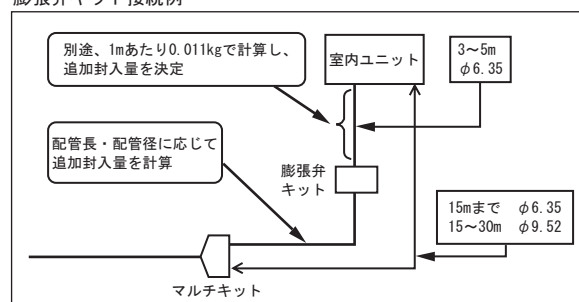 膨張弁キット接続例
別途、1mあたり0.011kgで計算し、
追加封入量を決定
室内ユニット
3～5m
φ6.35
配管長・配管径に応じて
追加封入量を計算
膨張弁
キット
15mまで φ6.35
15～30m φ9.52
マルチキット